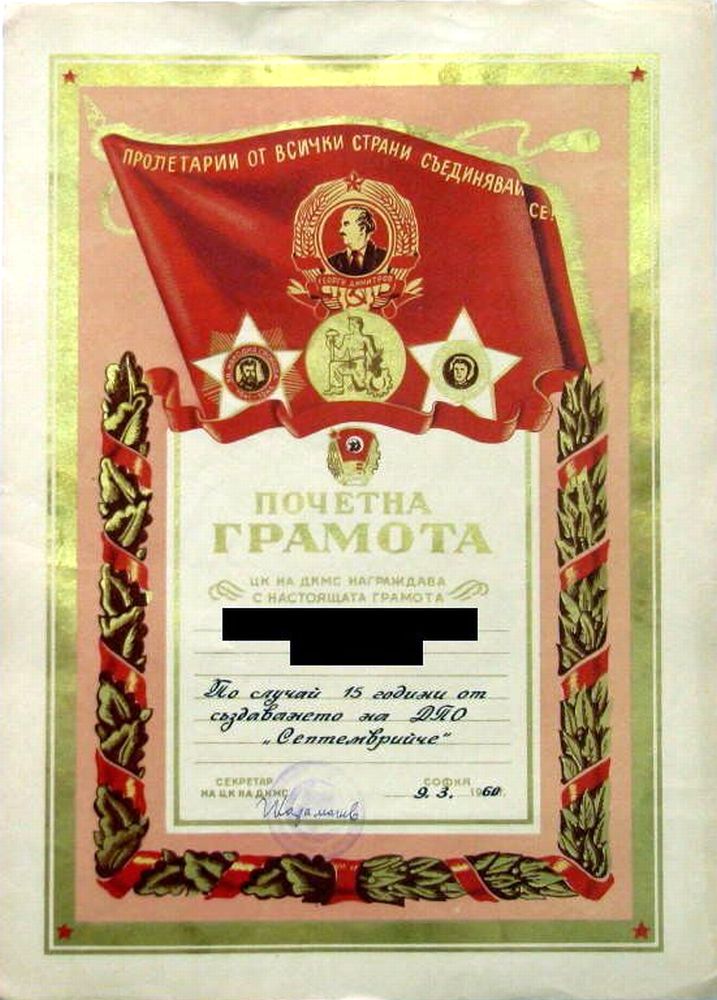 ПРОЛЕТАРИИ ОТ ВСИЧКИ СТРАНИ СЪЕДИНЯВАЙ
СЕ!
ГЕОРГИ ДИМИТРОВ
ПОЧЕТНА
ГРАМОТА
ЦК НА ДКМС НАГРАЖДАВА
С НАСТОЯЩАТА ГРАМОТА
По случай 15 години от
създаването на ДПО
„Септемврийче"
СЕКРЕТАР
НА ЦК НА ДКМС:
СОФИЯ
9. 3. 1960 г.